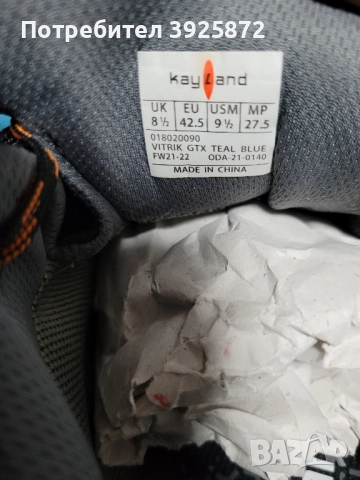 Потребител 3925872
kayland
UK EU USM MP
8½ 42.5 9½ 27.5
018020090
VITRIK GTX TEAL BLUE
FW21-22 ODA-21-0140
MADE IN CHINA
bazar